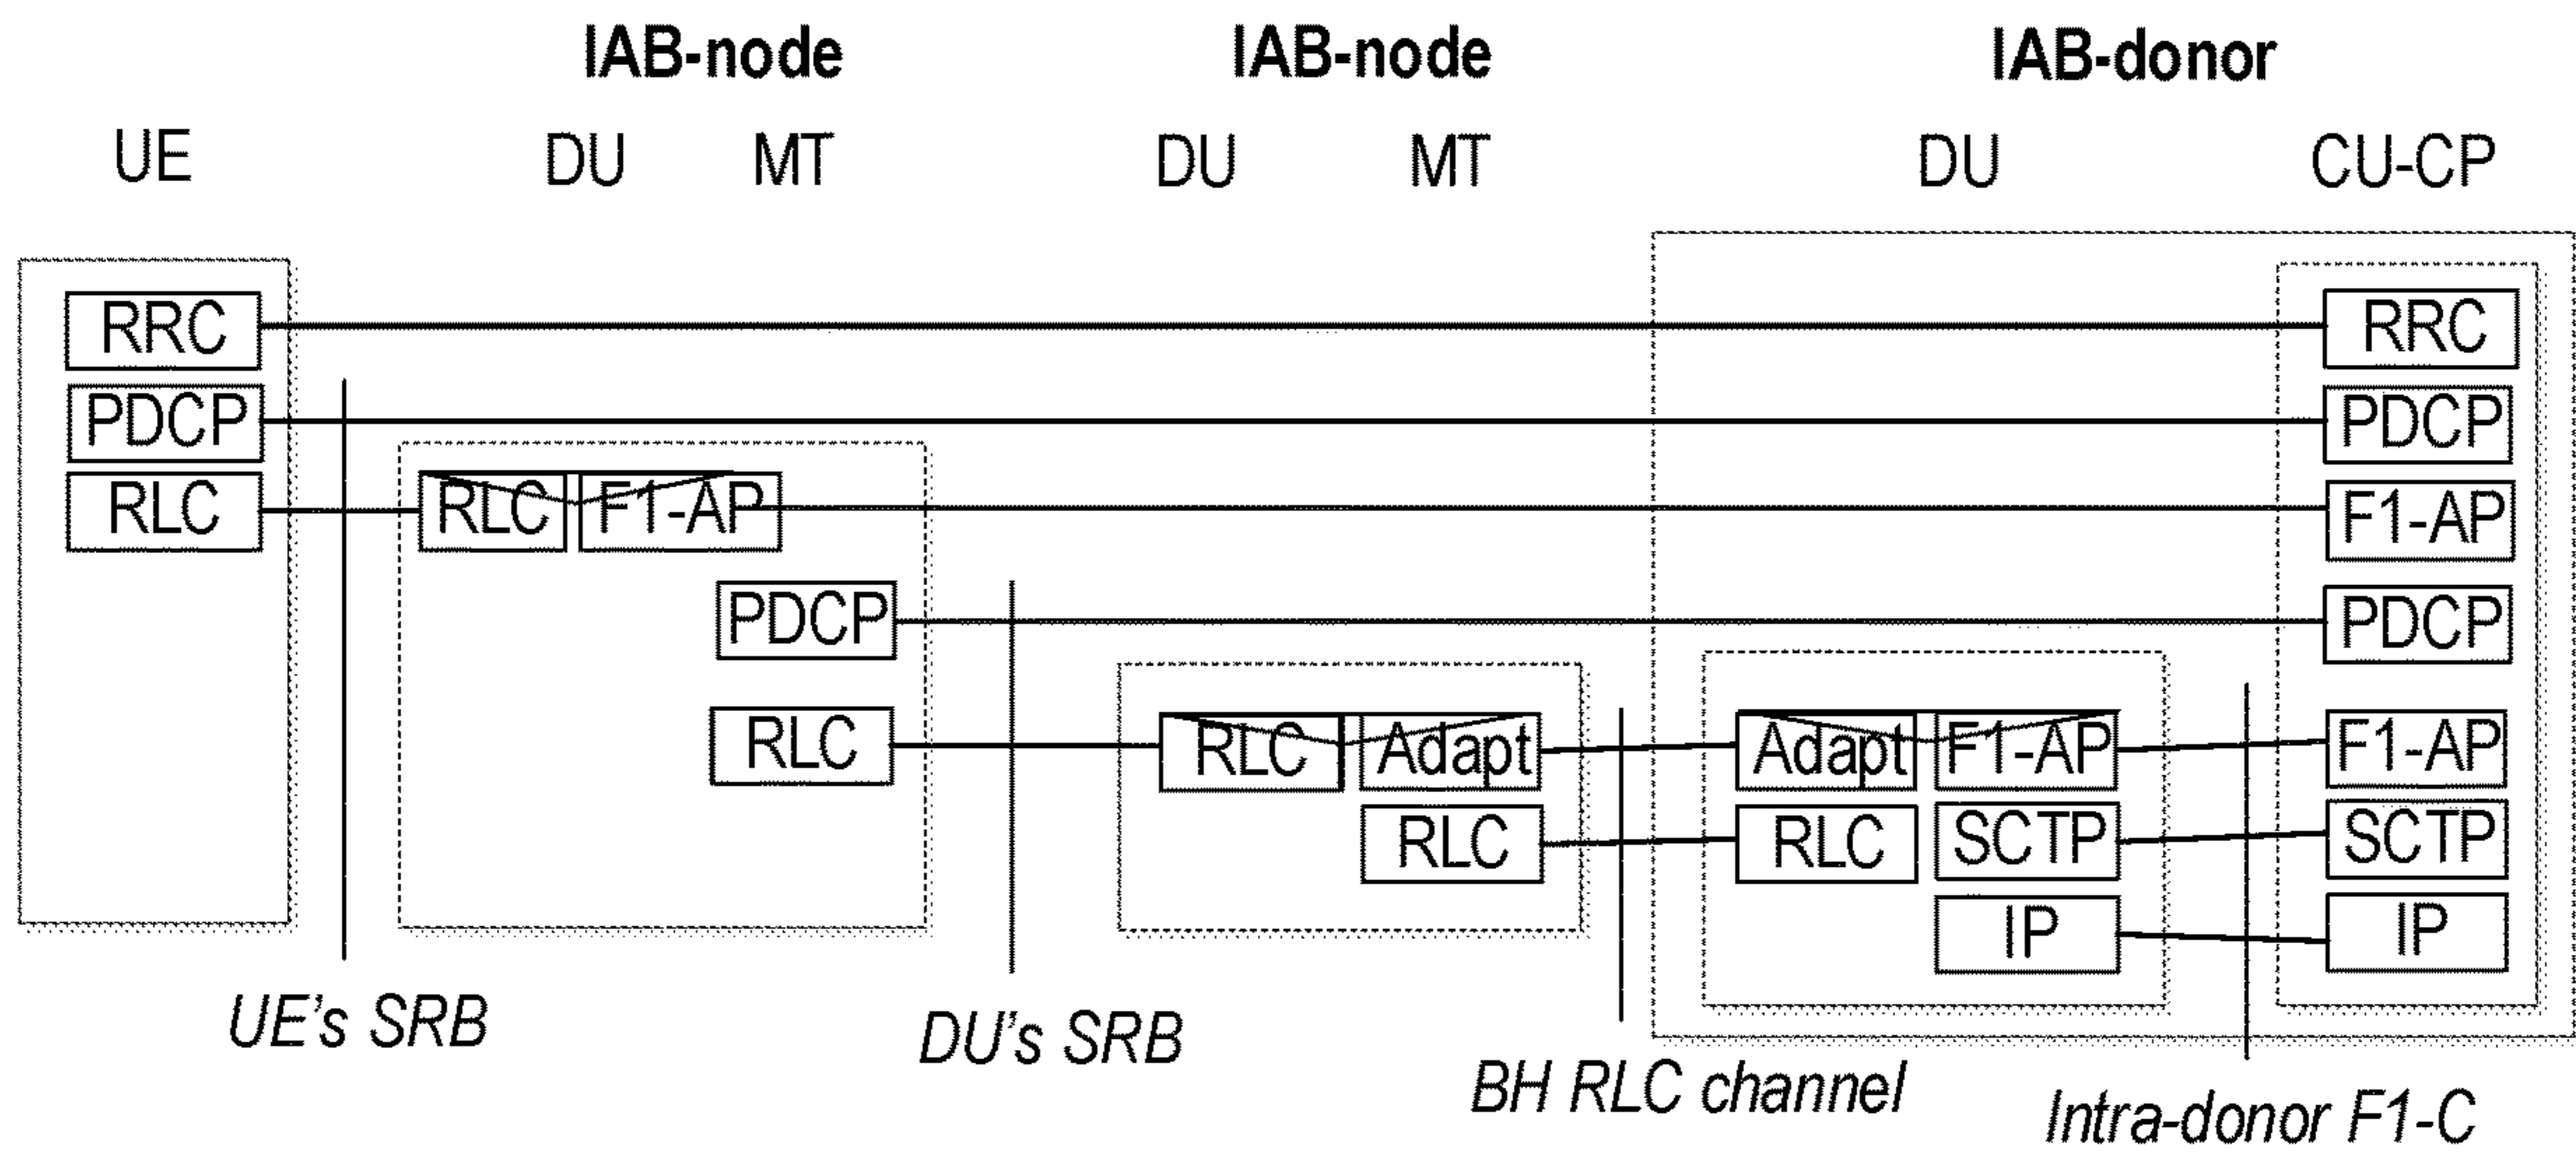 IAB-node IAB-node IAB-donor
UE DU MT DU MT DU CU-CP
RRC RRC
PDCP PDCP
RLC RLC F1-AP F1-AP
PDCP PDCP
RLC RLC Adapt Adapt F1-AP F1-AP
RLC RLC SCTP SCTP
IP IP
UE's SRB
DU's SRB
BH RLC channel
Intra-donor F1-C